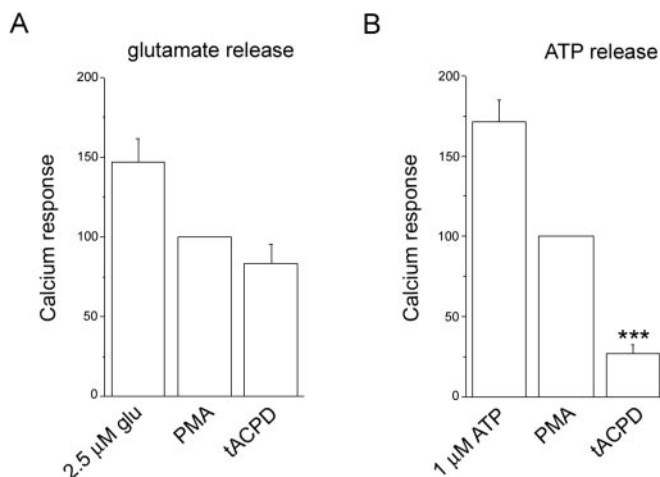 A
glutamate release
Calcium response
200
150
100
50
0
2.5 µM glu
PMA
tACPD
B
ATP release
Calcium response
200
150
100
50
0
***
1 µM ATP
PMA
tACPD